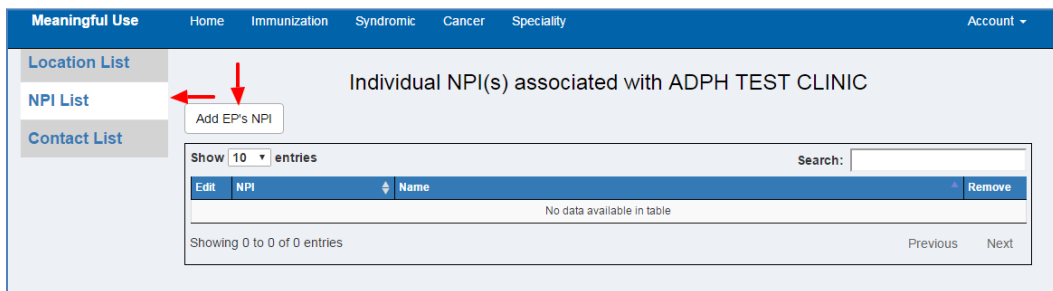 Meaningful Use Home Immunization Syndromic Cancer Speciality Account
Location List
NPI List
Contact List
Individual NPI(s) associated with ADPH TEST CLINIC
Add EP's NPI
Show 10 entries Search:
Edit NPI Name Remove
No data available in table
Showing 0 to 0 of 0 entries Previous Next